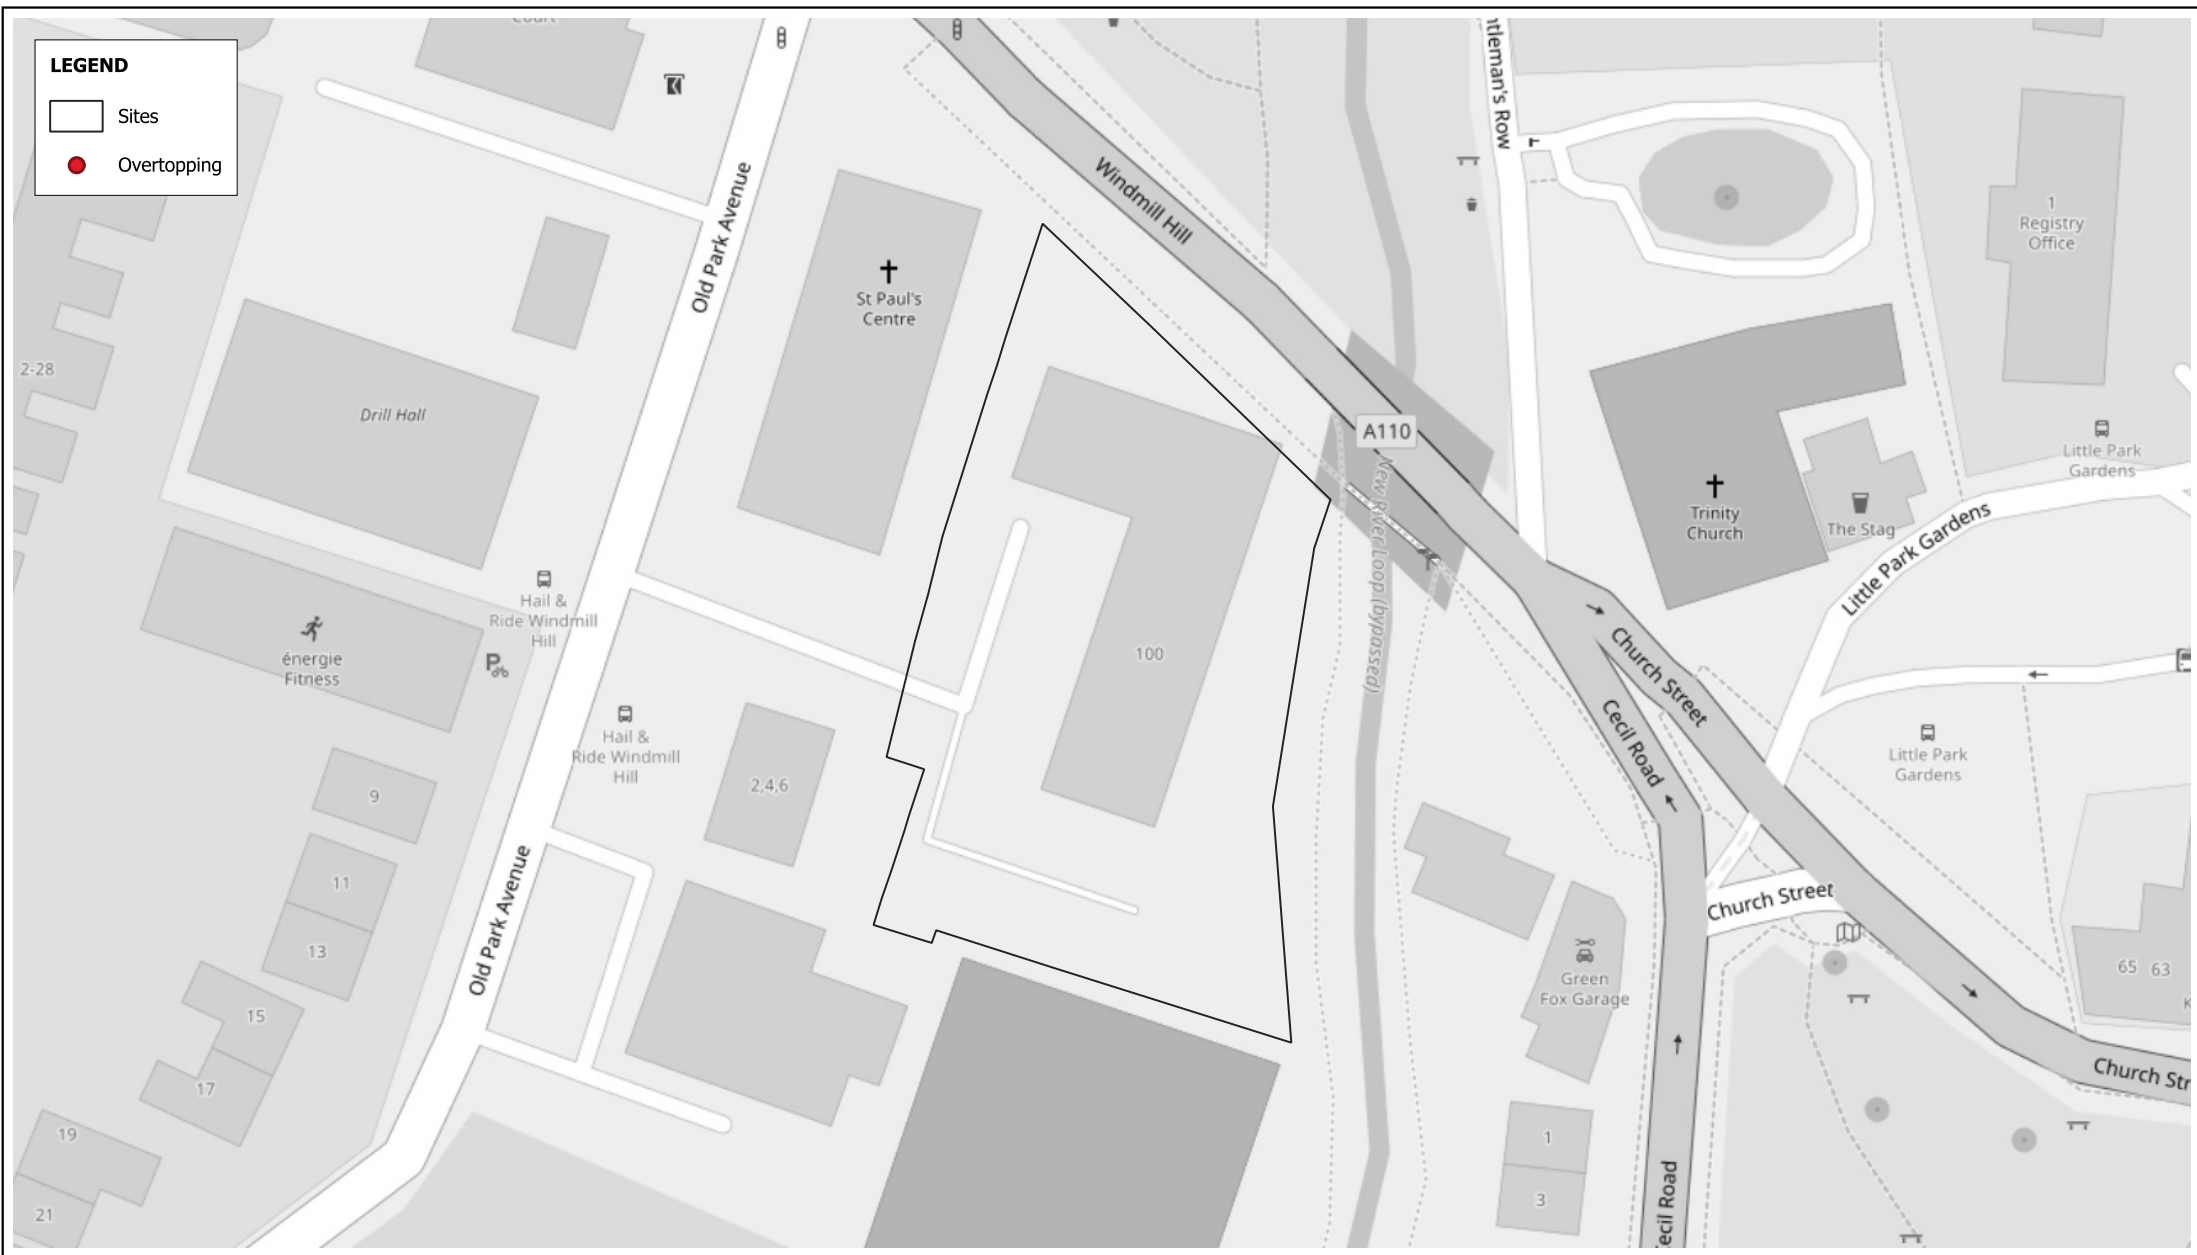 Court
LEGEND
Sites
Overtopping
Old Park Avenue
Windmill Hill
ntleman's Row
1
Registry
Office
St Paul's
Centre
2-28
Drill Hall
A110
New River Loop (bypassed)
Trinity
Church
The Stag
Little Park
Gardens
Little Park Gardens
Hail &
Ride Windmill
Hill
énergie
Fitness
P
100
Church Street
Cecil Road
Hail &
Ride Windmill
Hill
2,4,6
Little Park
Gardens
9
11
13
Old Park Avenue
Church Street
15
17
Green
Fox Garage
65 63
K
Church Str
19
21
1
3
Cecil Road